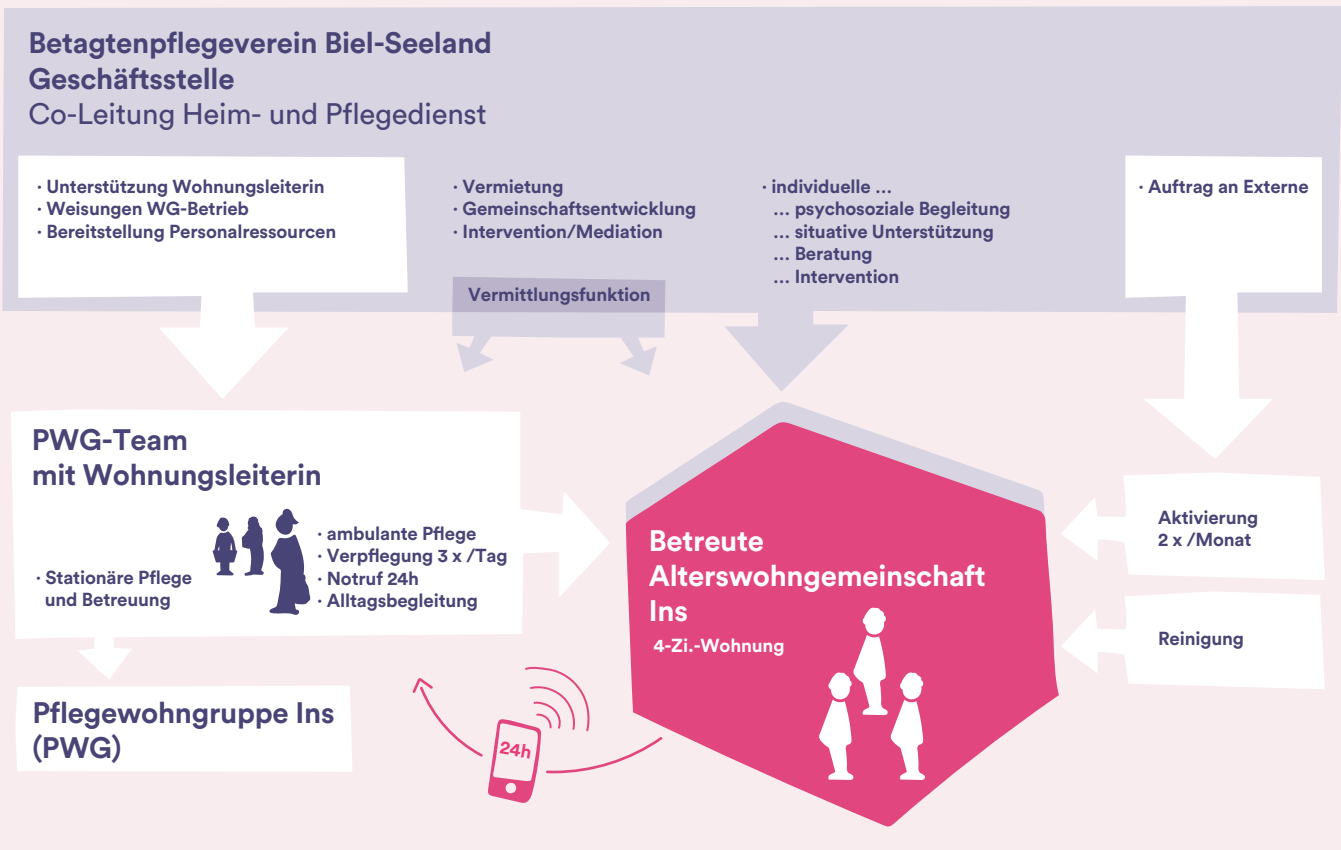 Betagtenpflegeverein Biel-Seeland
Geschäftsstelle
Co-Leitung Heim- und Pflegedienst
· Unterstützung Wohnungsleiterin
· Weisungen WG-Betrieb
· Bereitstellung Personalressourcen
· Vermietung
· Gemeinschaftsentwicklung
· Intervention/Mediation
Vermittlungsfunktion
· individuelle ...
... psychosoziale Begleitung
... situative Unterstützung
... Beratung
... Intervention
· Auftrag an Externe
PWG-Team
mit Wohnungsleiterin
· Stationäre Pflege
und Betreuung
· ambulante Pflege
· Verpflegung 3 x /Tag
· Notruf 24h
· Alltagsbegleitung
Pflegewohngruppe Ins
(PWG)
24h
Betreute
Alterswohngemeinschaft
Ins
4-Zi.-Wohnung
Aktivierung
2 x /Monat
Reinigung